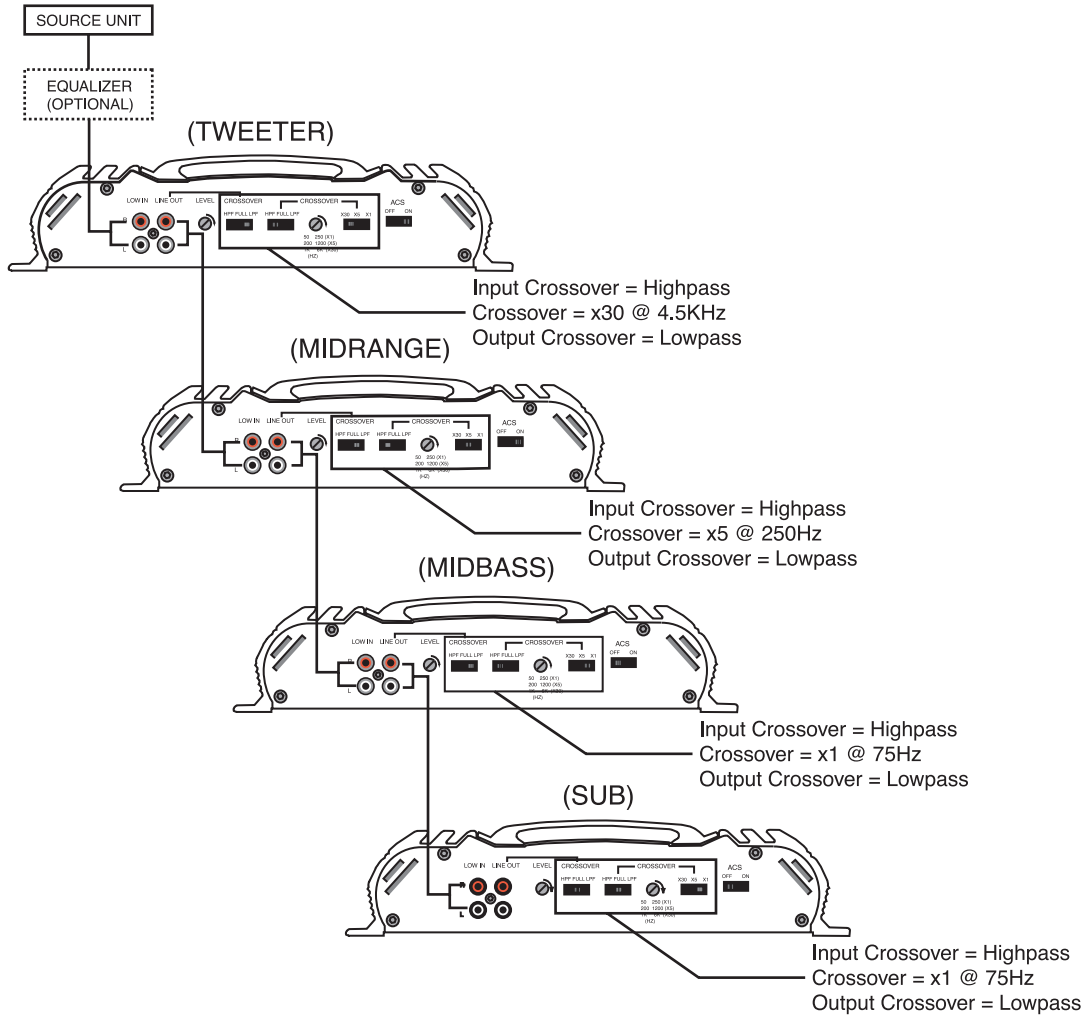 SOURCE UNIT
EQUALIZER
(OPTIONAL)
(TWEETER)
LOW IN LINE OUT LEVEL CROSSOVER CROSSOVER ACS
HPF FULL LPF HPF FULL LPF X30 X5 X1 OFF ON
R
L
50 250 (X1)
200 1200 (X5)
(HZ)
Input Crossover = Highpass
Crossover = x30 @ 4.5KHz
Output Crossover = Lowpass
(MIDRANGE)
LOW IN LINE OUT LEVEL CROSSOVER CROSSOVER ACS
HPF FULL LPF HPF FULL LPF X30 X5 X1 OFF ON
R
L
50 250 (X1)
200 1200 (X5)
(HZ)
Input Crossover = Highpass
Crossover = x5 @ 250Hz
Output Crossover = Lowpass
(MIDBASS)
LOW IN LINE OUT LEVEL CROSSOVER CROSSOVER ACS
HPF FULL LPF HPF FULL LPF X30 X5 X1 OFF ON
L
50 250 (X1)
200 1200 (X5)
(HZ)
Input Crossover = Highpass
Crossover = x1 @ 75Hz
Output Crossover = Lowpass
(SUB)
LOW IN LINE OUT LEVEL CROSSOVER CROSSOVER ACS
HPF FULL LPF HPF FULL LPF X30 X5 X1 OFF ON
L
50 250 (X1)
200 1200 (X5)
(HZ)
Input Crossover = Highpass
Crossover = x1 @ 75Hz
Output Crossover = Lowpass